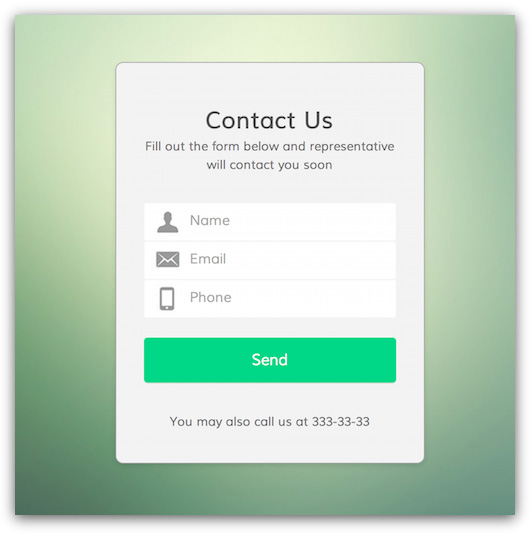 Contact Us
Fill out the form below and representative
will contact you soon
Name
Email
Phone
Send
You may also call us at 333-33-33